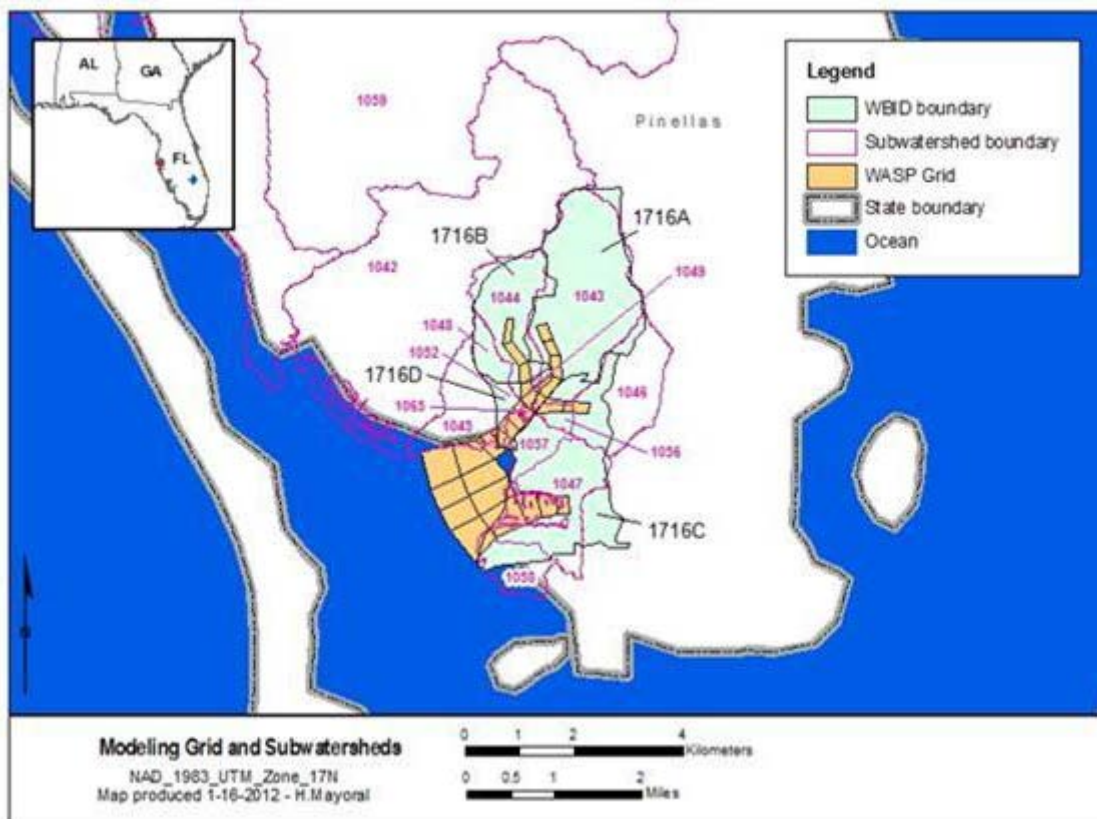 AL
GA
FL
Legend
WBID boundary
Subwatershed boundary
WASP Grid
State boundary
Ocean
Pinellas
1059
1716A
1716B
1042
1049
1044
1043
1048
1052
1716D
1046
1065
1045
1057
1056
1047
1716C
1058
Modeling Grid and Subwatersheds
NAD_1983_UTM_Zone_17N
Map produced 1-16-2012 - H.Mayoral
0 1 2 4
Kilometers
0 0.5 1 2
Miles